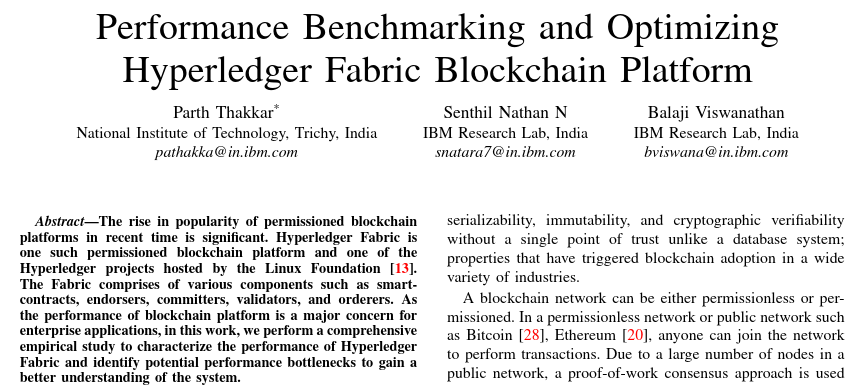 Performance Benchmarking and Optimizing
Hyperledger Fabric Blockchain Platform
Parth Thakkar*
National Institute of Technology, Trichy, India
pathakka@in.ibm.com
Senthil Nathan N
IBM Research Lab, India
snatara7@in.ibm.com
Balaji Viswanathan
IBM Research Lab, India
bviswana@in.ibm.com
Abstract—The rise in popularity of permissioned blockchain
platforms in recent time is significant. Hyperledger Fabric is
one such permissioned blockchain platform and one of the
Hyperledger projects hosted by the Linux Foundation [13].
The Fabric comprises of various components such as smart-
contracts, endorsers, committers, validators, and orderers. As
the performance of blockchain platform is a major concern for
enterprise applications, in this work, we perform a comprehensive
empirical study to characterize the performance of Hyperledger
Fabric and identify potential performance bottlenecks to gain a
better understanding of the system.
serializability, immutability, and cryptographic verifiability
without a single point of trust unlike a database system;
properties that have triggered blockchain adoption in a wide
variety of industries.
A blockchain network can be either permissionless or per-
missioned. In a permissionless network or public network such
as Bitcoin [28], Ethereum [20], anyone can join the network
to perform transactions. Due to a large number of nodes in a
public network, a proof-of-work consensus approach is used